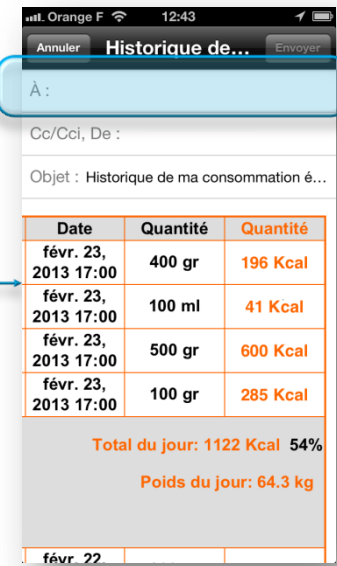 Orange F 12:43
Annuler Historique de... Envoyer
À :
Cc/Cci, De :
Objet : Historique de ma consommation é...
Date Quantité Quantité
févr. 23, 2013 17:00 400 gr 196 Kcal
févr. 23, 2013 17:00 100 ml 41 Kcal
févr. 23, 2013 17:00 500 gr 600 Kcal
févr. 23, 2013 17:00 100 gr 285 Kcal
Total du jour: 1122 Kcal 54%
Poids du jour: 64.3 kg
févr. 22,